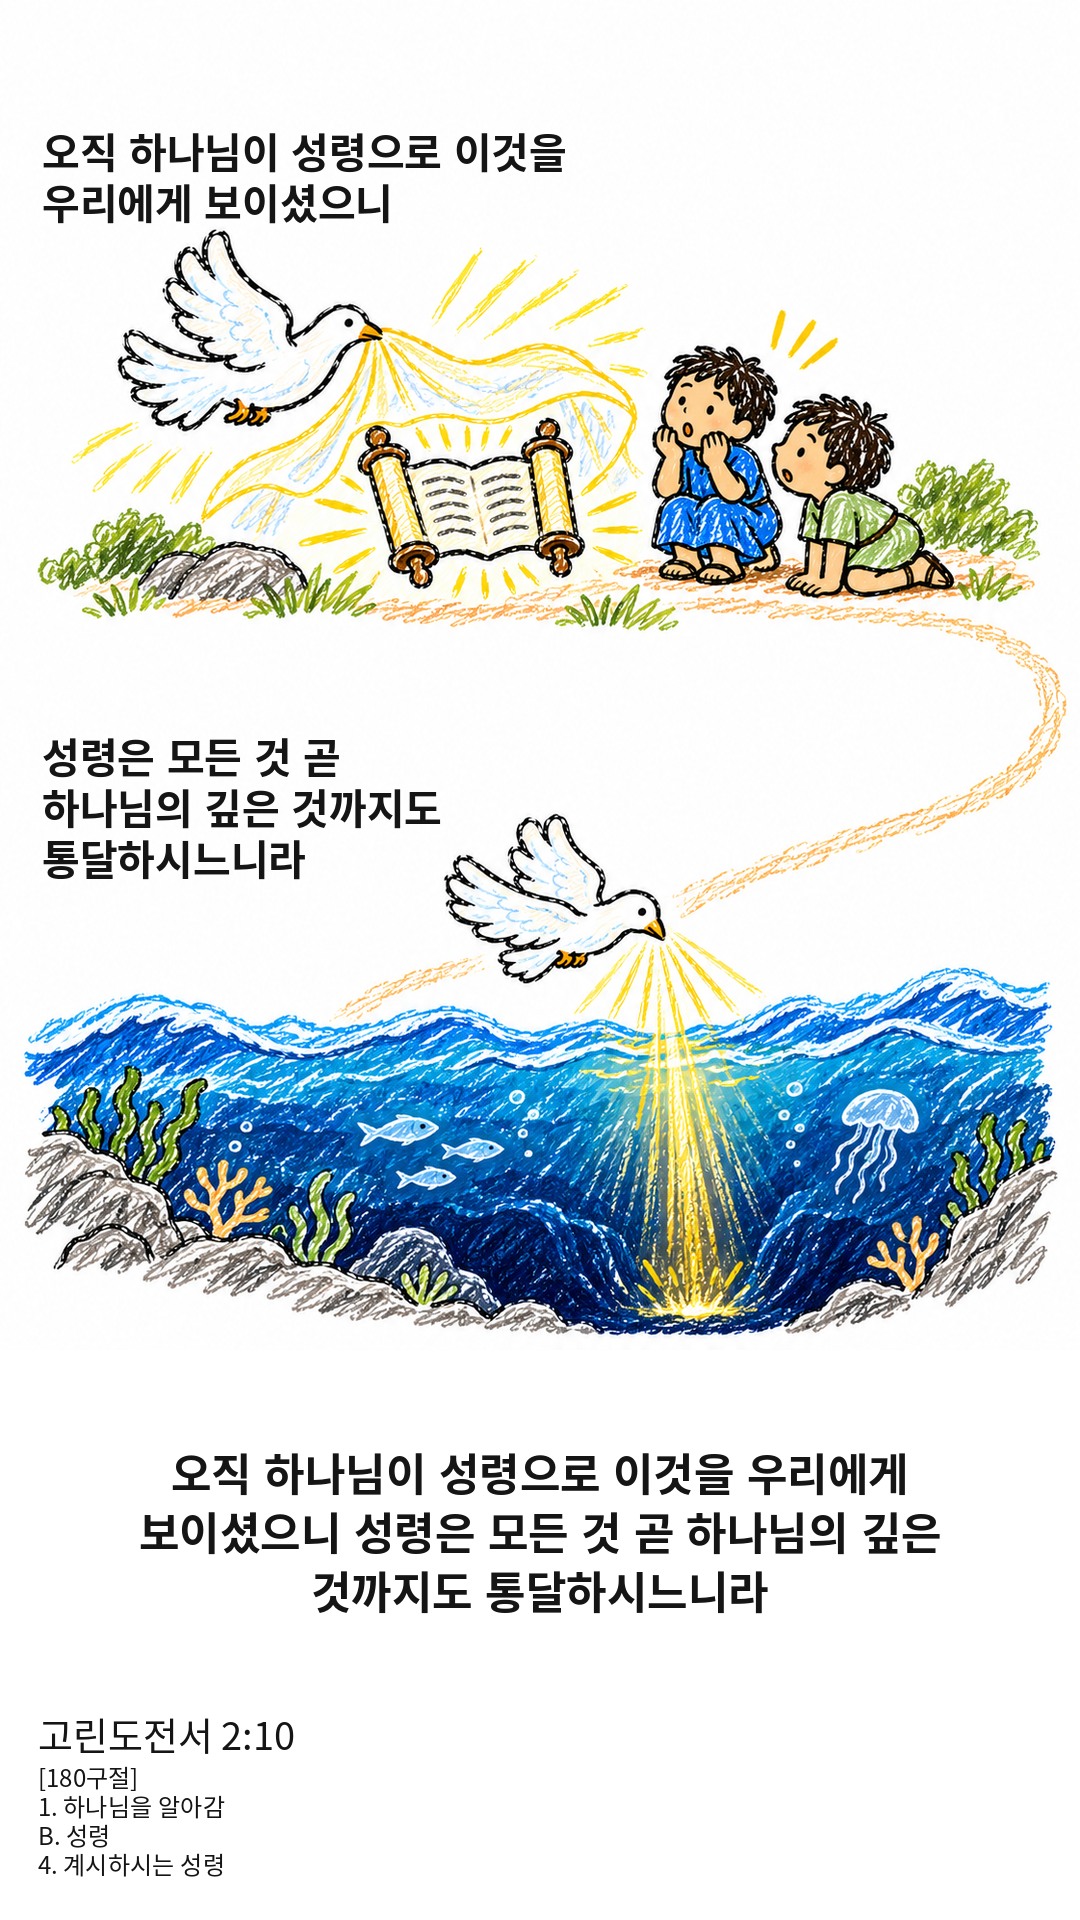 오직 하나님이 성령으로 이것을
우리에게 보이셨으니
성령은 모든 것 곧
하나님의 깊은 것까지도
통달하시느니라
오직 하나님이 성령으로 이것을 우리에게
보이셨으니 성령은 모든 것 곧 하나님의 깊은
것까지도 통달하시느니라
고린도전서 2:10
[180구절]
1. 하나님을 알아감
B. 성령
4. 계시하시는 성령